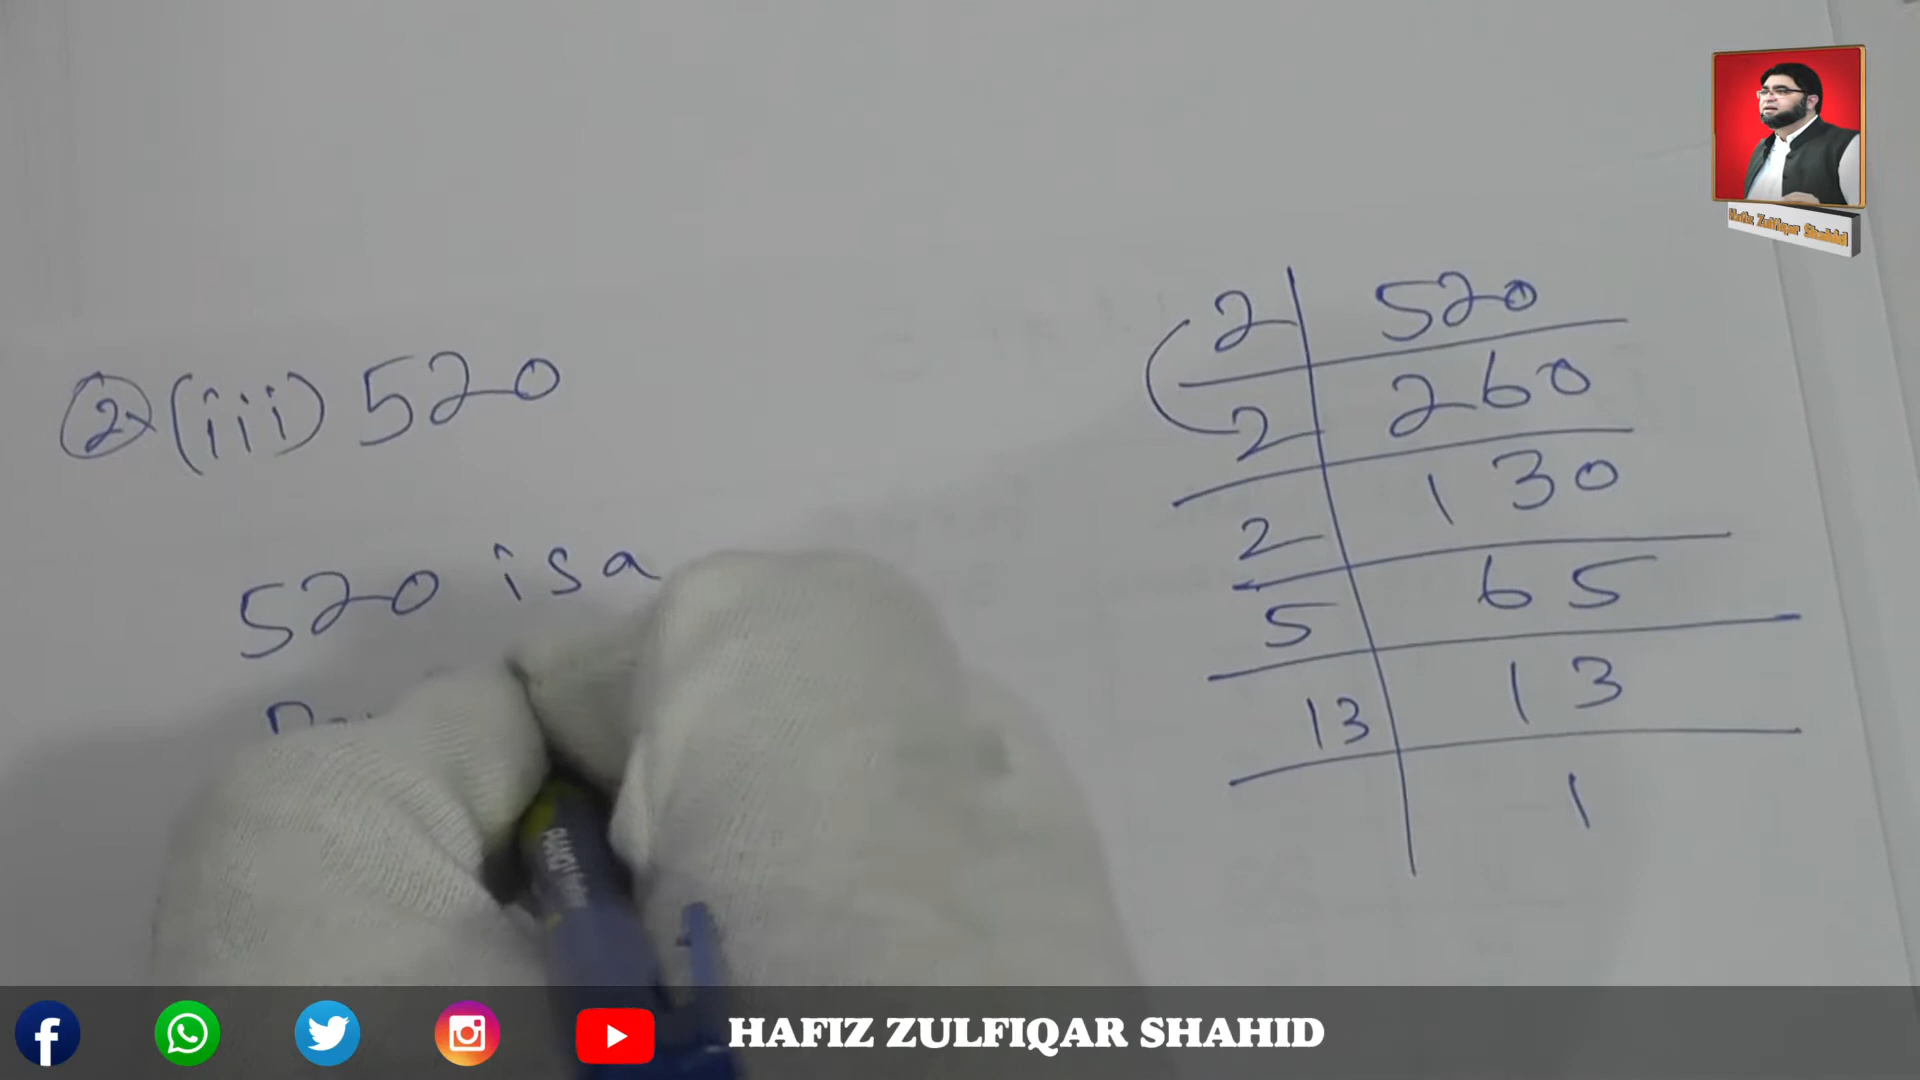 ② (iii) 520
520 is a
2 | 520
2 | 260
2 | 130
5 | 65
13 | 13
1
Hafiz Zulfiqar Shahid
HAFIZ ZULFIQAR SHAHID